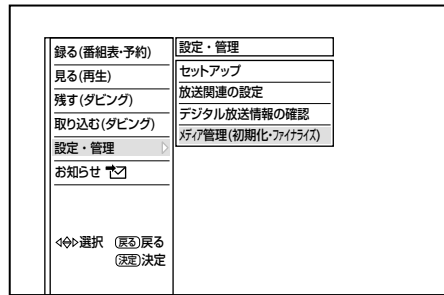 録る(番組表・予約)
見る(再生)
残す(ダビング)
取り込む(ダビング)
設定・管理
お知らせ
選択 戻る戻る
決定決定
設定・管理
セットアップ
放送関連の設定
デジタル放送情報の確認
メディア管理(初期化・ファイナライズ)